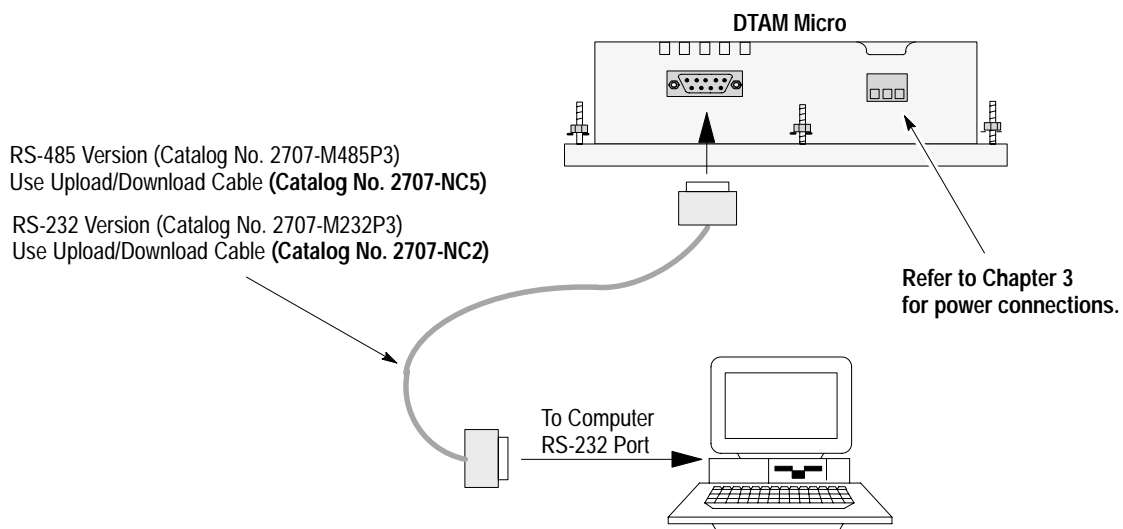 DTAM Micro
RS-485 Version (Catalog No. 2707-M485P3)
Use Upload/Download Cable (Catalog No. 2707-NC5)
RS-232 Version (Catalog No. 2707-M232P3)
Use Upload/Download Cable (Catalog No. 2707-NC2)
Refer to Chapter 3
for power connections.
To Computer
RS-232 Port